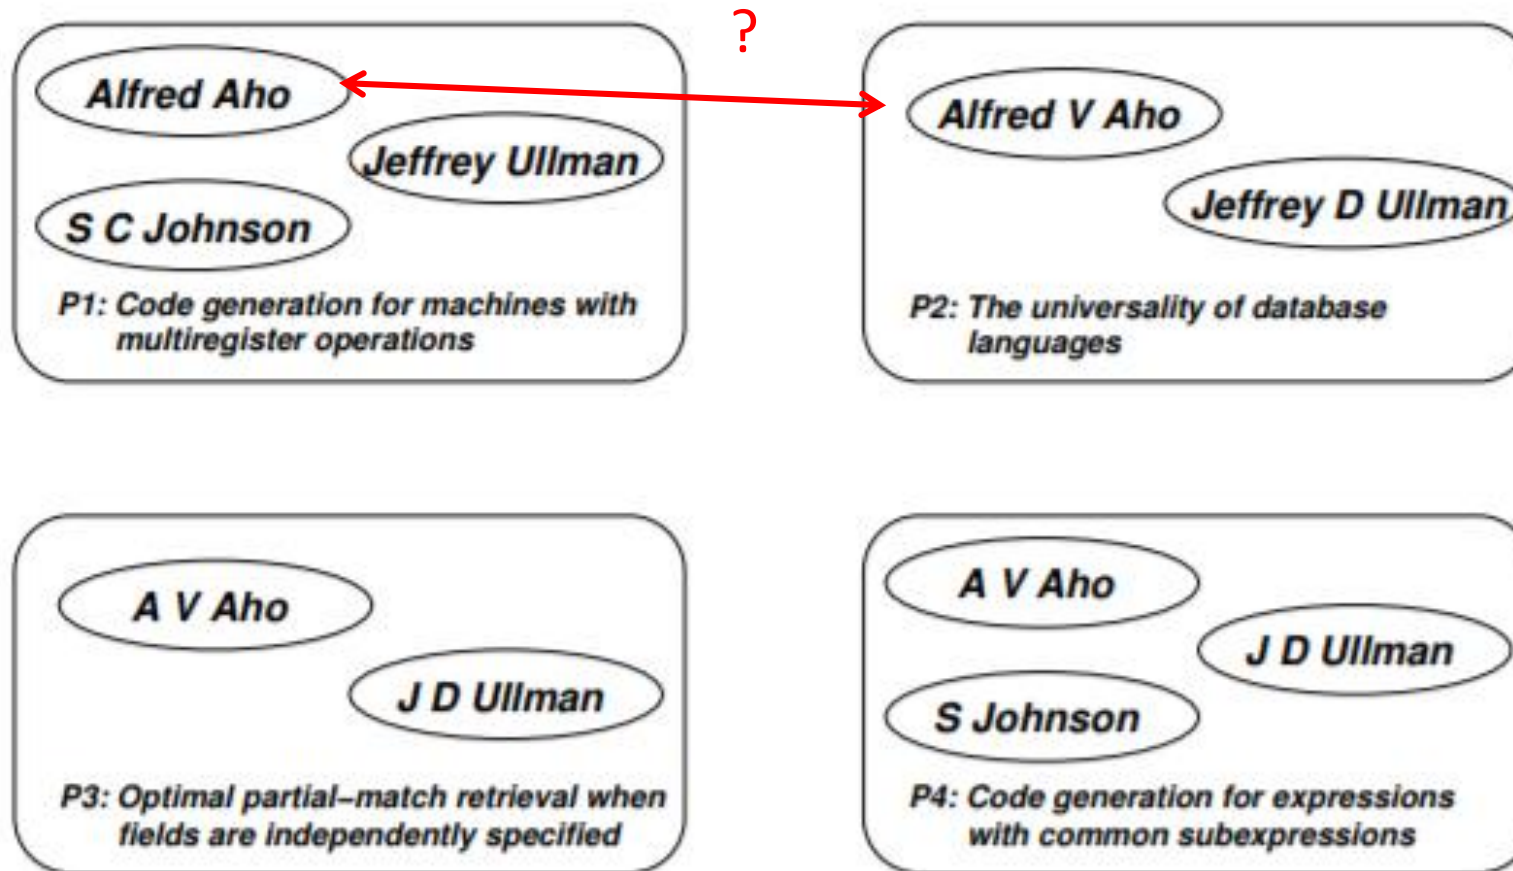 ?
Alfred Aho
Jeffrey Ullman
S C Johnson
P1: Code generation for machines with
multiregister operations
Alfred V Aho
Jeffrey D Ullman
P2: The universality of database
languages
A V Aho
J D Ullman
P3: Optimal partial–match retrieval when
fields are independently specified
A V Aho
J D Ullman
S Johnson
P4: Code generation for expressions
with common subexpressions